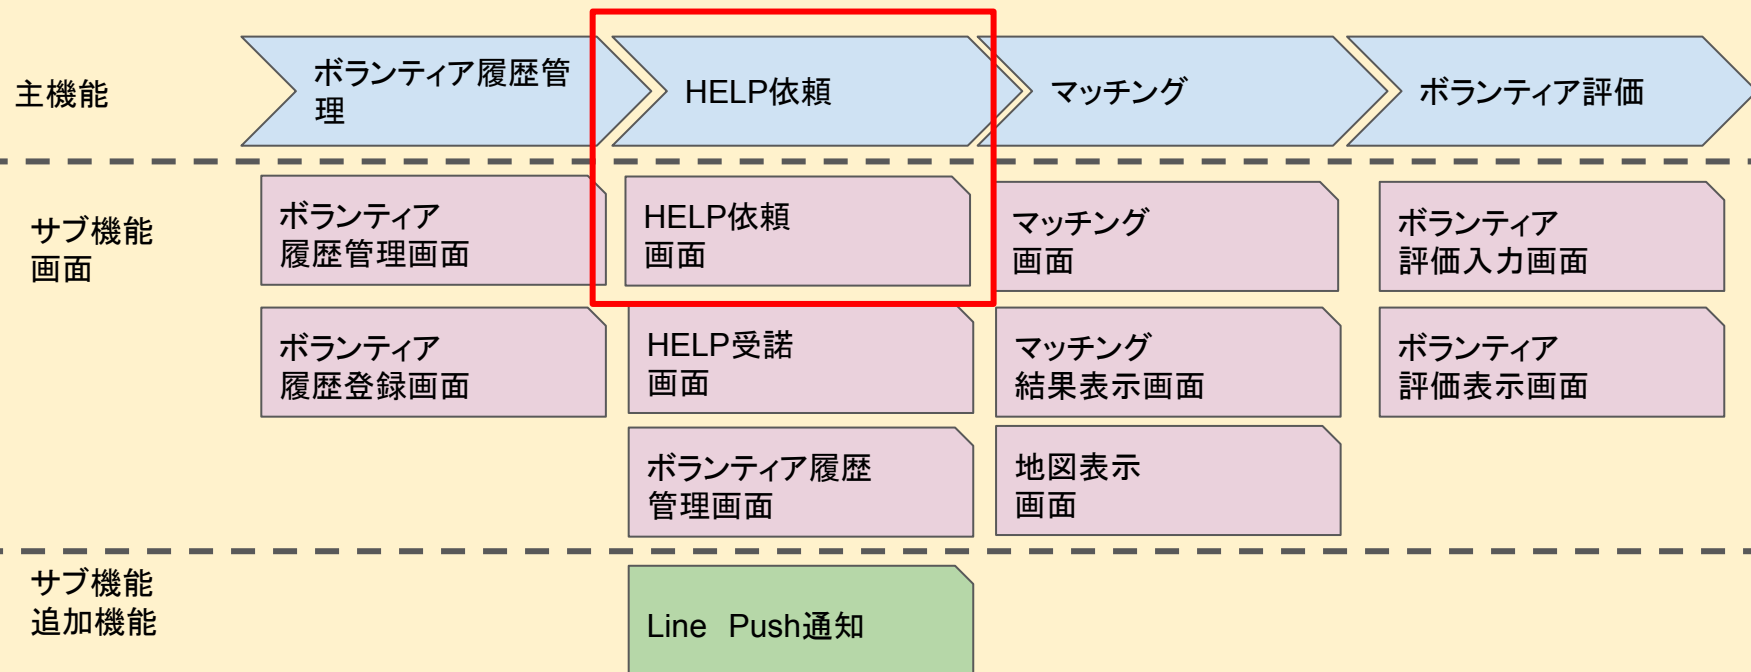 主機能
ボランティア履歴管
理
HELP依頼
マッチング
ボランティア評価
サブ機能
画面
ボランティア
履歴管理画面
HELP依頼
画面
マッチング
画面
ボランティア
評価入力画面
ボランティア
履歴登録画面
HELP受諾
画面
マッチング
結果表示画面
ボランティア
評価表示画面
ボランティア履歴
管理画面
地図表示
画面
サブ機能
追加機能
Line　Push通知